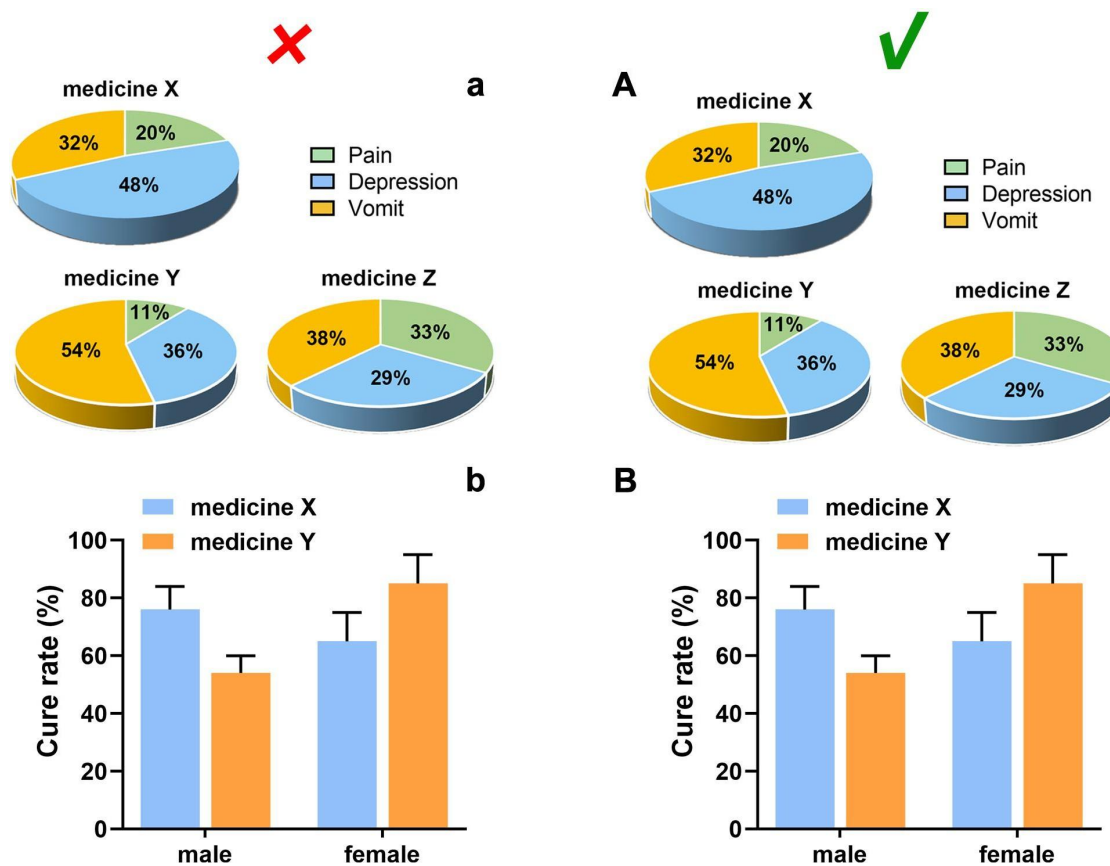 a
medicine X
32%
20%
48%
Pain
Depression
Vomit
medicine Y
11%
54%
36%
medicine Z
38%
33%
29%
b
medicine X
medicine Y
Cure rate (%)
100
80
60
40
20
0
male
female
A
medicine X
32%
20%
48%
Pain
Depression
Vomit
medicine Y
11%
54%
36%
medicine Z
38%
33%
29%
B
medicine X
medicine Y
Cure rate (%)
100
80
60
40
20
0
male
female